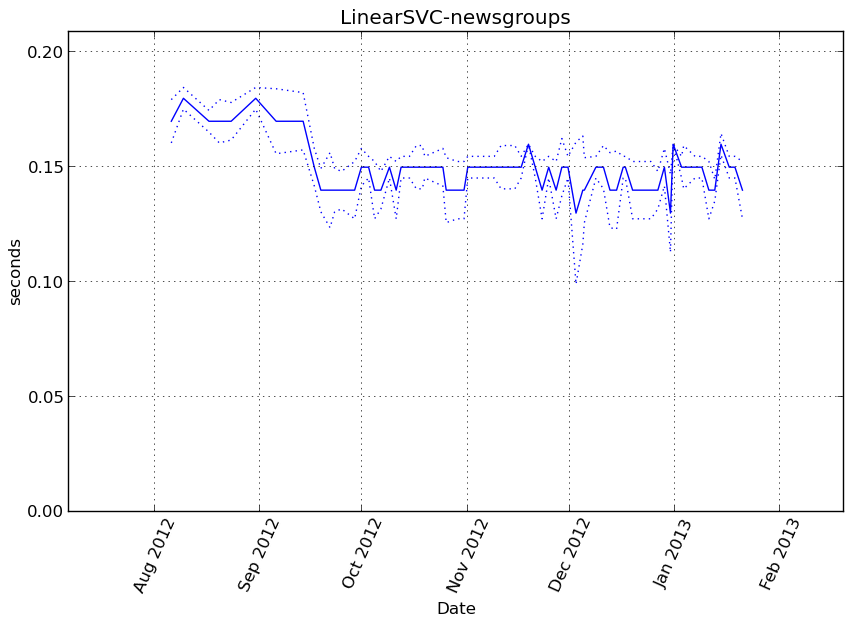 LinearSVC-newsgroups
0.20
0.15
0.10
0.05
0.00
seconds
Aug 2012
Sep 2012
Oct 2012
Nov 2012
Dec 2012
Jan 2013
Feb 2013
Date